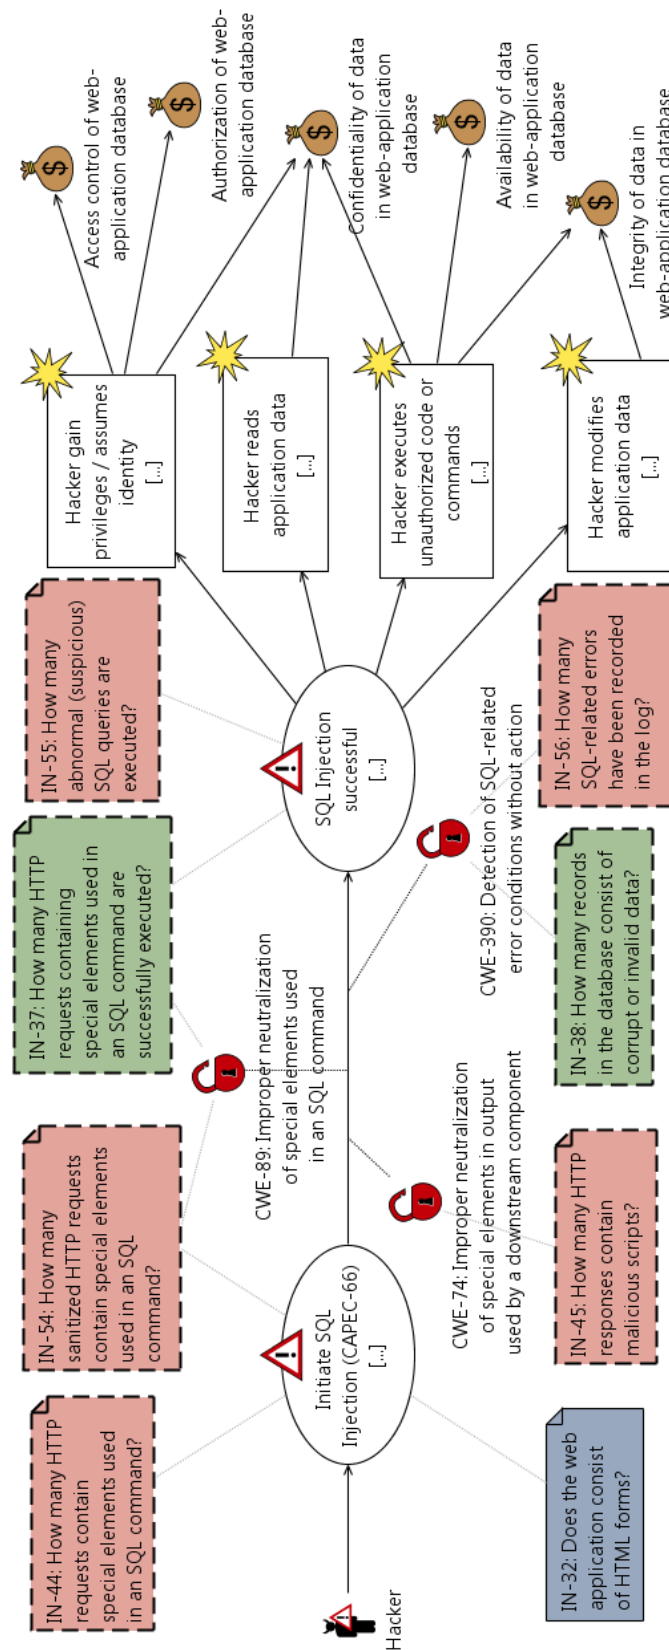 IN-44: How many HTTP
requests contain
special elements used
in an SQL command?
IN-54: How many
sanitized HTTP requests
contain special elements
used in an SQL
command?
IN-37: How many HTTP
requests containing
special elements used in
an SQL command are
successfully executed?
IN-55: How many
abnormal (suspicious)
SQL queries are
executed?
Hacker
Initiate SQL
Injection (CAPEC-66)
[...]
CWE-89: Improper neutralization
of special elements used
in an SQL command
CWE-74: Improper neutralization
of special elements in output
used by a downstream component
SQL Injection
successful
[...]
CWE-390: Detection of SQL-related
error conditions without action
IN-32: Does the web
application consist
of HTML forms?
IN-45: How many HTTP
responses contain
malicious scripts?
IN-38: How many records
in the database consist of
corrupt or invalid data?
IN-56: How many
SQL-related errors
have been recorded
in the log?
Hacker gain
privileges / assumes
identity
[...]
Hacker reads
application data
[...]
Hacker executes
unauthorized code or
commands
[...]
Hacker modifies
application data
[...]
$
Access control of web-
application database
$
Authorization of web-
application database
$
Confidentiality of data
in web-application
database
$
Availability of data
in web-application
database
$
Integrity of data in
web-application database